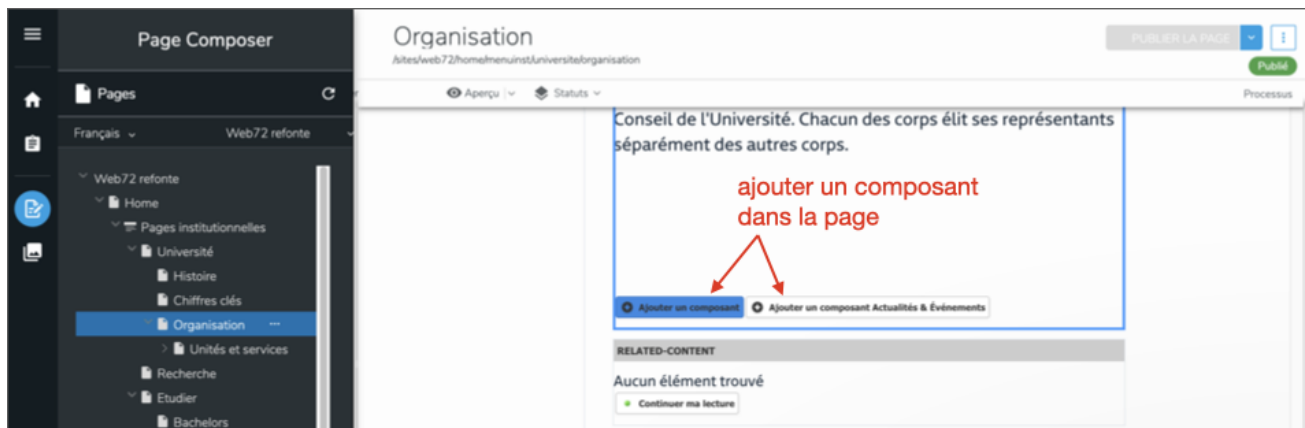 Page Composer
Pages
Français
Web72 refonte
Web72 refonte
Home
Pages institutionnelles
Université
Histoire
Chiffres clés
Organisation
Unités et services
Recherche
Etudier
Bachelors
Organisation
/sites/web72/home/menuinst/universite/organisation
PUBLIER LA PAGE
Publié
Aperçu
Statuts
Processus
Conseil de l'Université. Chacun des corps élit ses représentants
séparément des autres corps.
ajouter un composant
dans la page
Ajouter un composant
Ajouter un composant Actualités & Événements
RELATED-CONTENT
Aucun élément trouvé
Continuer ma lecture